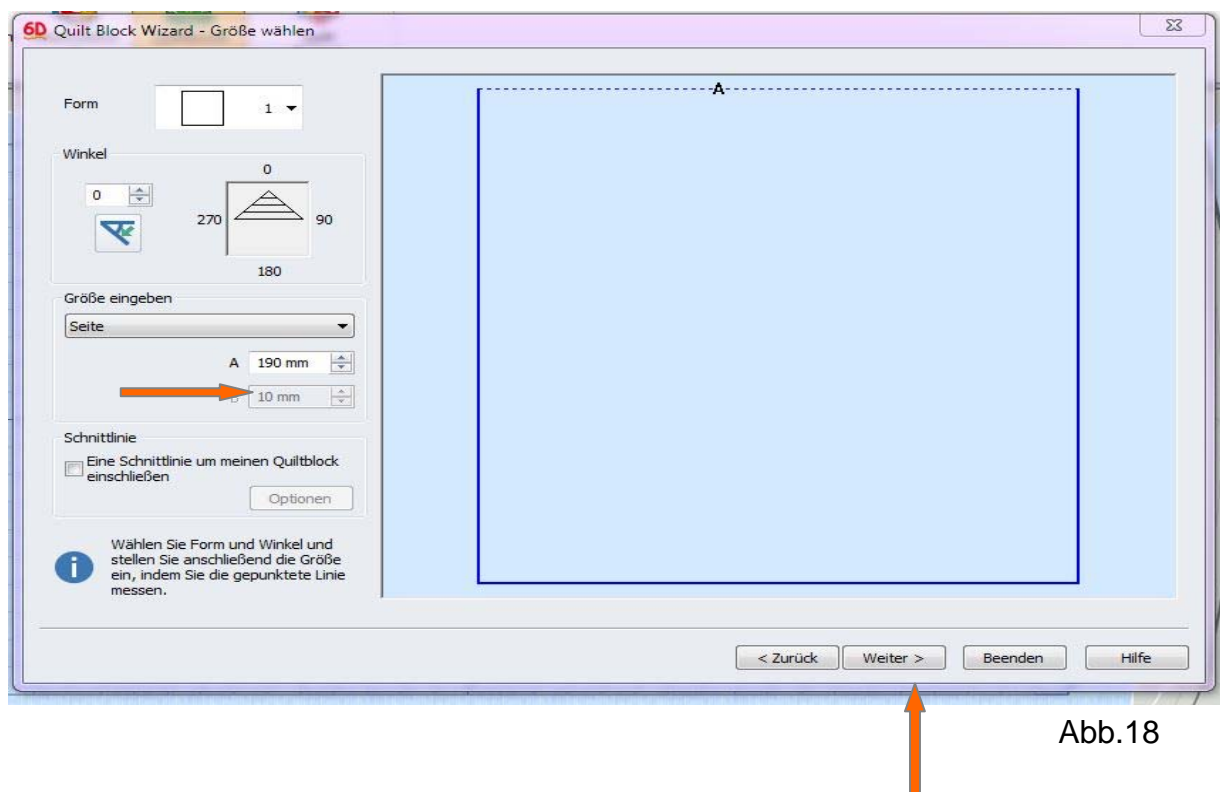 6D Quilt Block Wizard - Größe wählen
Form
1
Winkel
0
0
270
90
180
Größe eingeben
Seite
A 190 mm
10 mm
Schnittlinie
Eine Schnittlinie um meinen Quiltblock
einschließen
Optionen
i
Wählen Sie Form und Winkel und
stellen Sie anschließend die Größe
ein, indem Sie die gepunktete Linie
messen.
A
< Zurück Weiter > Beenden Hilfe
Abb.18